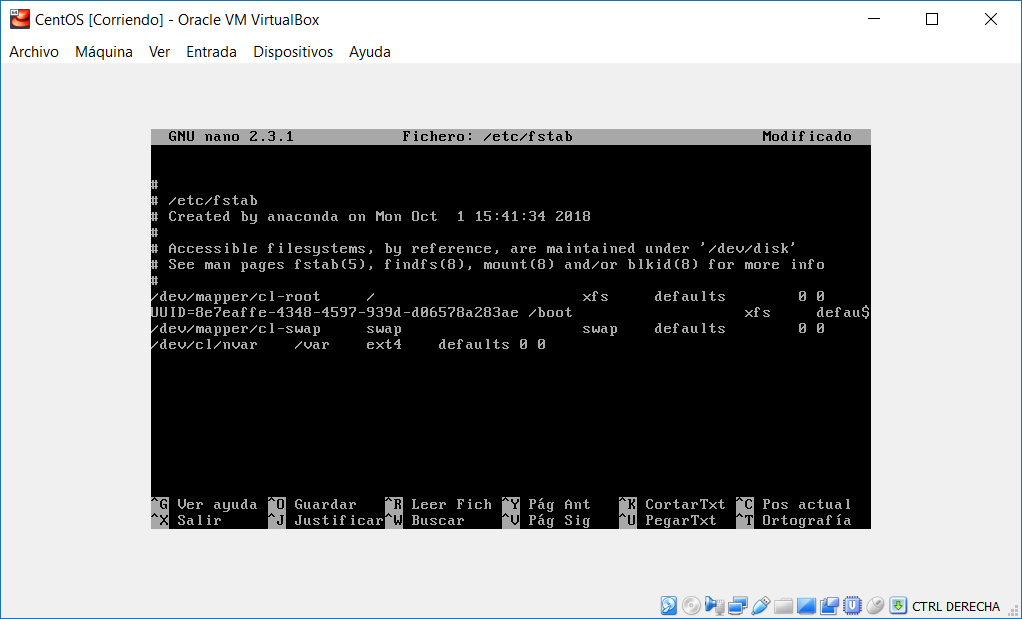 CentOS [Corriendo] - Oracle VM VirtualBox
Archivo Máquina Ver Entrada Dispositivos Ayuda
GNU nano 2.3.1 Fichero: /etc/fstab Modificado
#
# /etc/fstab
# Created by anaconda on Mon Oct  1 15:41:34 2018
#
# Accessible filesystems, by reference, are maintained under '/dev/disk'
# See man pages fstab(5), findfs(8), mount(8) and/or blkid(8) for more info
#
/dev/mapper/cl-root / xfs defaults 0 0
UUID=8e7eaffe-4348-4597-939d-d06578a283ae /boot xfs defau$
/dev/mapper/cl-swap swap swap defaults 0 0
/dev/cl/nvar /var ext4 defaults 0 0
^G Ver ayuda ^O Guardar ^R Leer Fich ^Y Pág Ant ^K CortarTxt ^C Pos actual
^X Salir ^J Justificar ^W Buscar ^V Pág Sig ^U PegarTxt ^T Ortografía
CTRL DERECHA